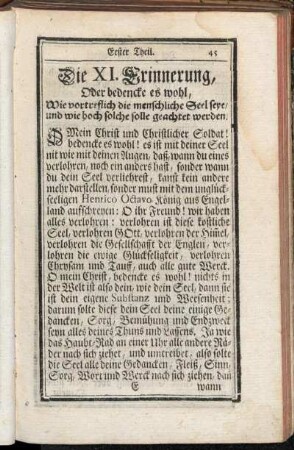 Erster Theil. 45
Die XI. Erinnerung,
Oder bedencke es wohl,
Wie vortreflich die menschliche Seel seye,
und wie hoch solche solle geachtet werden.
O Mein Christ und Christlicher Soldat!
bedencke es wohl! es ist mit deiner Seel
nit wie mit deinen Augen, daß, wann du eines
verlohren, noch ein anders hast, sonder wann
du dein Seel verliehrest, kanst kein andere
mehr darstellen, sonder must mit dem unglück-
seeligen Henrico Octavo König aus Engel-
land auffschreyen: O ihr Freund! wir haben
alles verlohren: verlohren ist diese köstliche
Seel, verlohren GOtt, verlohren der Him̃el,
verlohren die Gesellschafft der Englen, ver-
lohren die ewige Glückseligkeit, verlohren
Chrysam und Tauff, auch alle gute Werck.
O mein Christ, bedencke es wohl! nichts in
der Welt ist also dein, wie dein Seel, dann sie
ist dein eigene Substanz und Weesenheit;
darum solte diese dein Seel deine einige Ge-
dancken, Sorg, Bemühung und Endzweck
seyn alles deines Thuns und Lassens. Ja wie
das Haubt-Rad an einer Uhr alle andere Rä-
der nach sich ziehet, und umtreibet, also solte
die Seel alle deine Gedancken, Fleiß, Sinn,
Sorg, Wort und Werck nach sich ziehen, dan
E wann